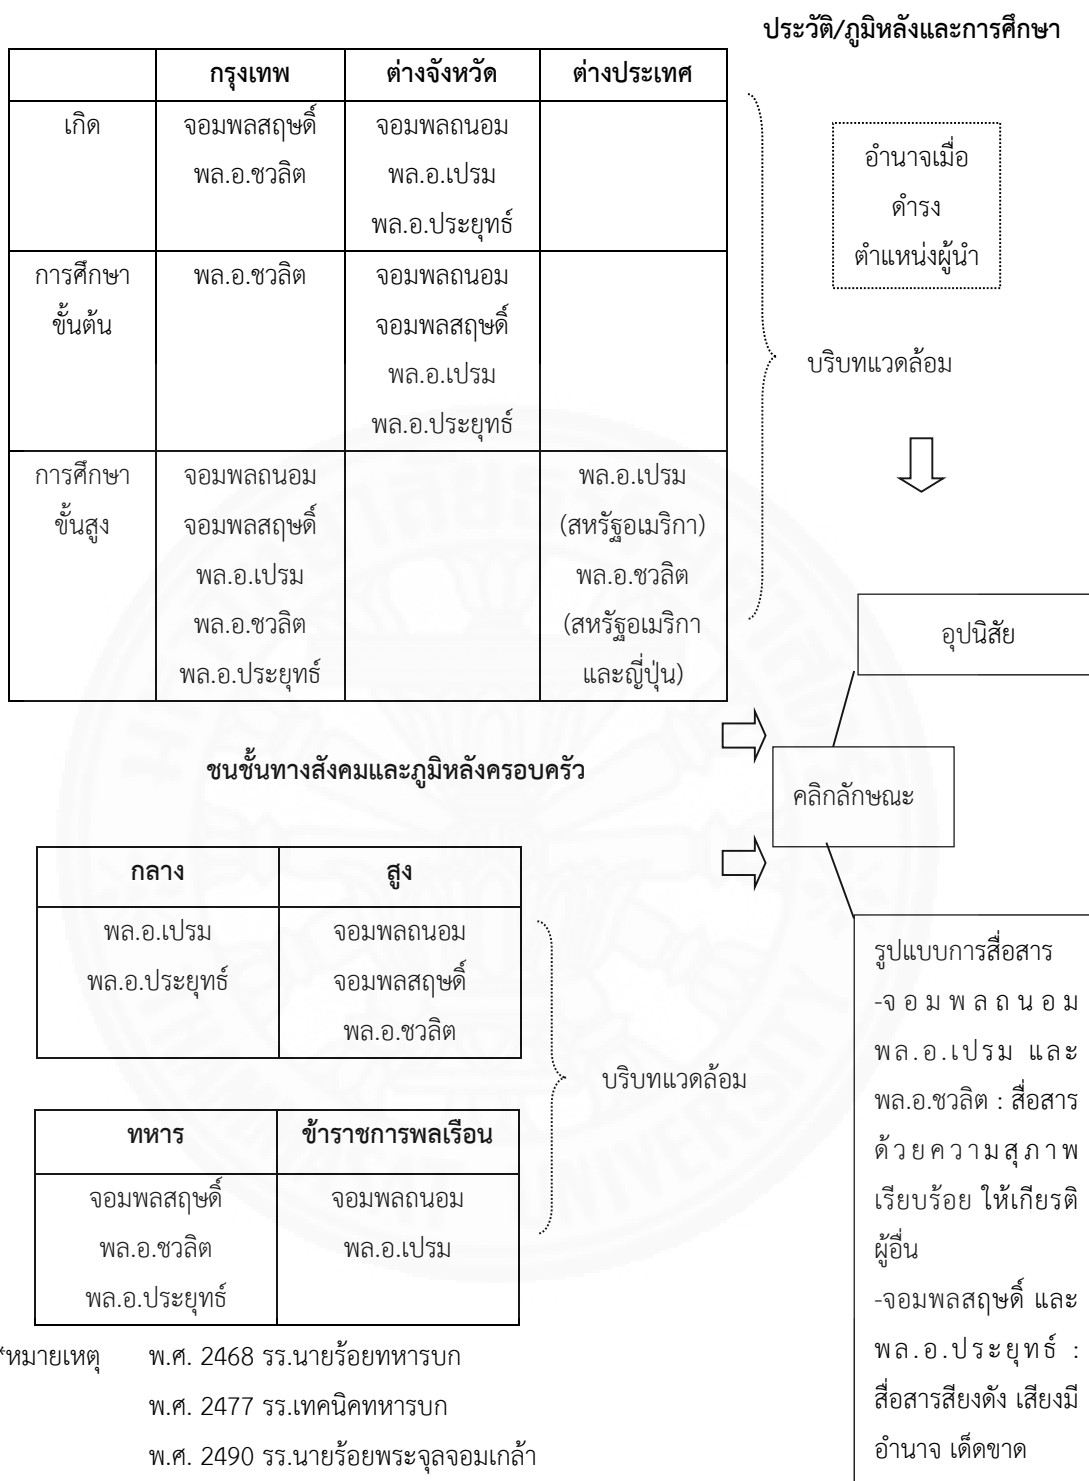 ประวัติ/ภูมิหลังและการศึกษา
กรุงเทพ ต่างจังหวัด ต่างประเทศ
เกิด จอมพลสฤษดิ์ จอมพลถนอม
พล.อ.ชวลิต พล.อ.เปรม
พล.อ.ประยุทธ์
การศึกษา พล.อ.ชวลิต จอมพลถนอม
ขั้นต้น จอมพลสฤษดิ์
พล.อ.เปรม
พล.อ.ประยุทธ์
การศึกษา จอมพลถนอม พล.อ.เปรม
ขั้นสูง จอมพลสฤษดิ์ (สหรัฐอเมริกา)
พล.อ.เปรม พล.อ.ชวลิต
พล.อ.ชวลิต (สหรัฐอเมริกา
พล.อ.ประยุทธ์ และญี่ปุ่น)
อำนาจเมื่อ
ดำรง
ตำแหน่งผู้นำ
บริบทแวดล้อม
อุปนิสัย
คลิกลักษณะ
ชนชั้นทางสังคมและภูมิหลังครอบครัว
กลาง สูง
พล.อ.เปรม จอมพลถนอม
พล.อ.ประยุทธ์ จอมพลสฤษดิ์
พล.อ.ชวลิต
บริบทแวดล้อม
ทหาร ข้าราชการพลเรือน
จอมพลสฤษดิ์ จอมพลถนอม
พล.อ.ชวลิต พล.อ.เปรม
พล.อ.ประยุทธ์
รูปแบบการสื่อสาร
-จอมพลถนอม
พล.อ.เปรม และ
พล.อ.ชวลิต : สื่อสาร
ด้วยความสุภาพ
เรียบร้อย ให้เกียรติ
ผู้อื่น
-จอมพลสฤษดิ์ และ
พล.อ.ประยุทธ์ :
สื่อสารเสียงดัง เสียงมี
อำนาจ เด็ดขาด
*หมายเหตุ พ.ศ. 2468 รร.นายร้อยทหารบก
พ.ศ. 2477 รร.เทคนิคทหารบก
พ.ศ. 2490 รร.นายร้อยพระจุลจอมเกล้า